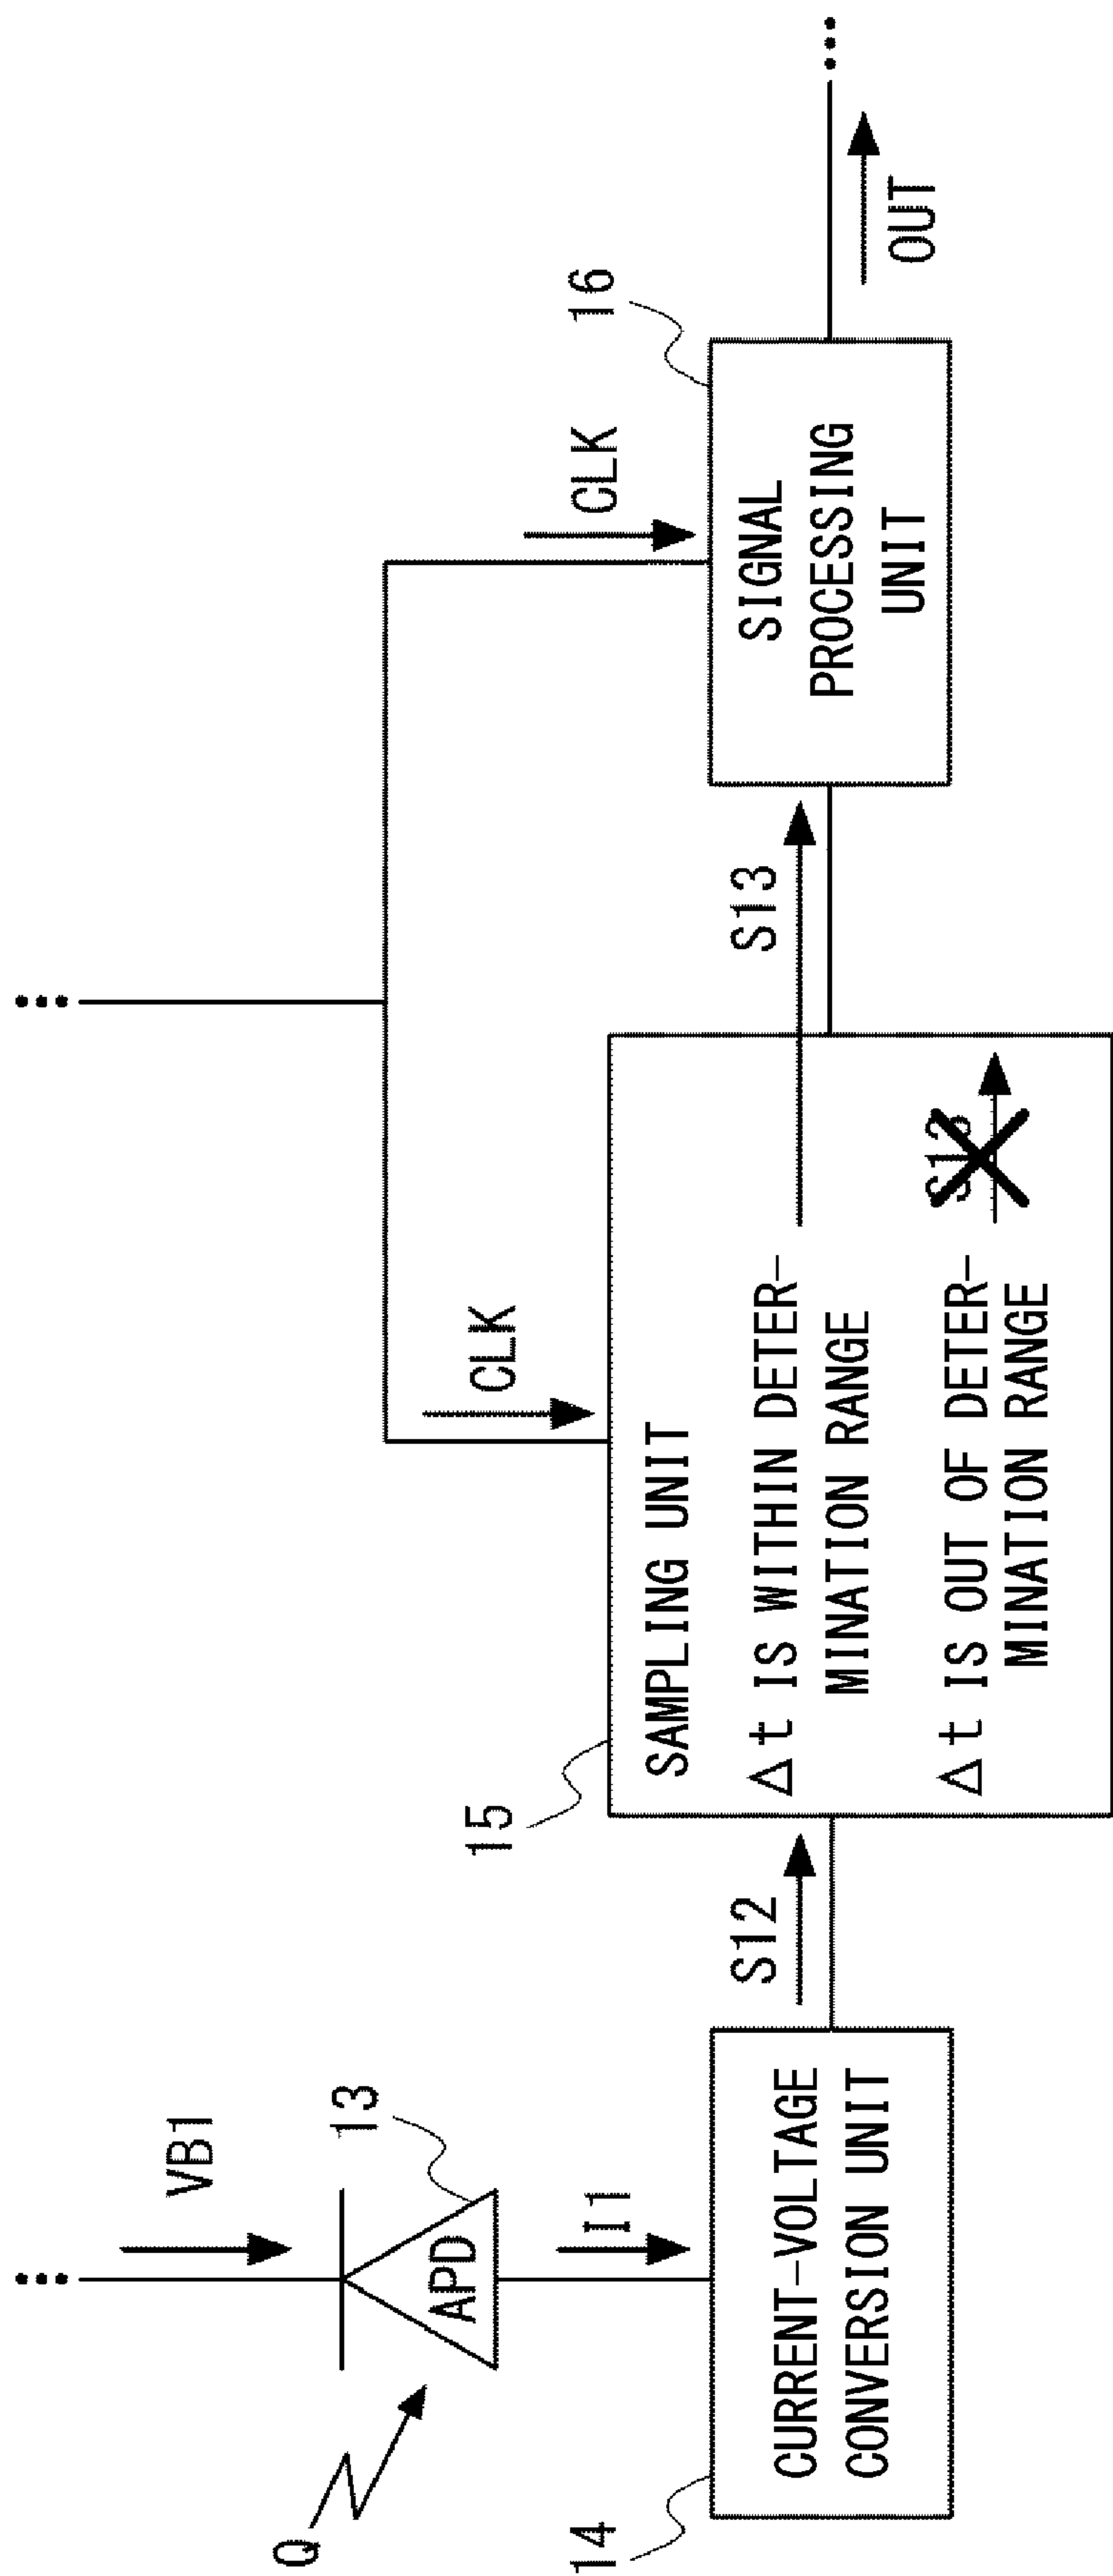 VB1
Q
APD
13
I1
14
CURRENT-VOLTAGE
CONVERSION UNIT
S12
15
CLK
SAMPLING UNIT
Δt IS WITHIN DETER-
MINATION RANGE
Δt IS OUT OF DETER-
MINATION RANGE
S13
S13
CLK
16
SIGNAL
PROCESSING
UNIT
OUT